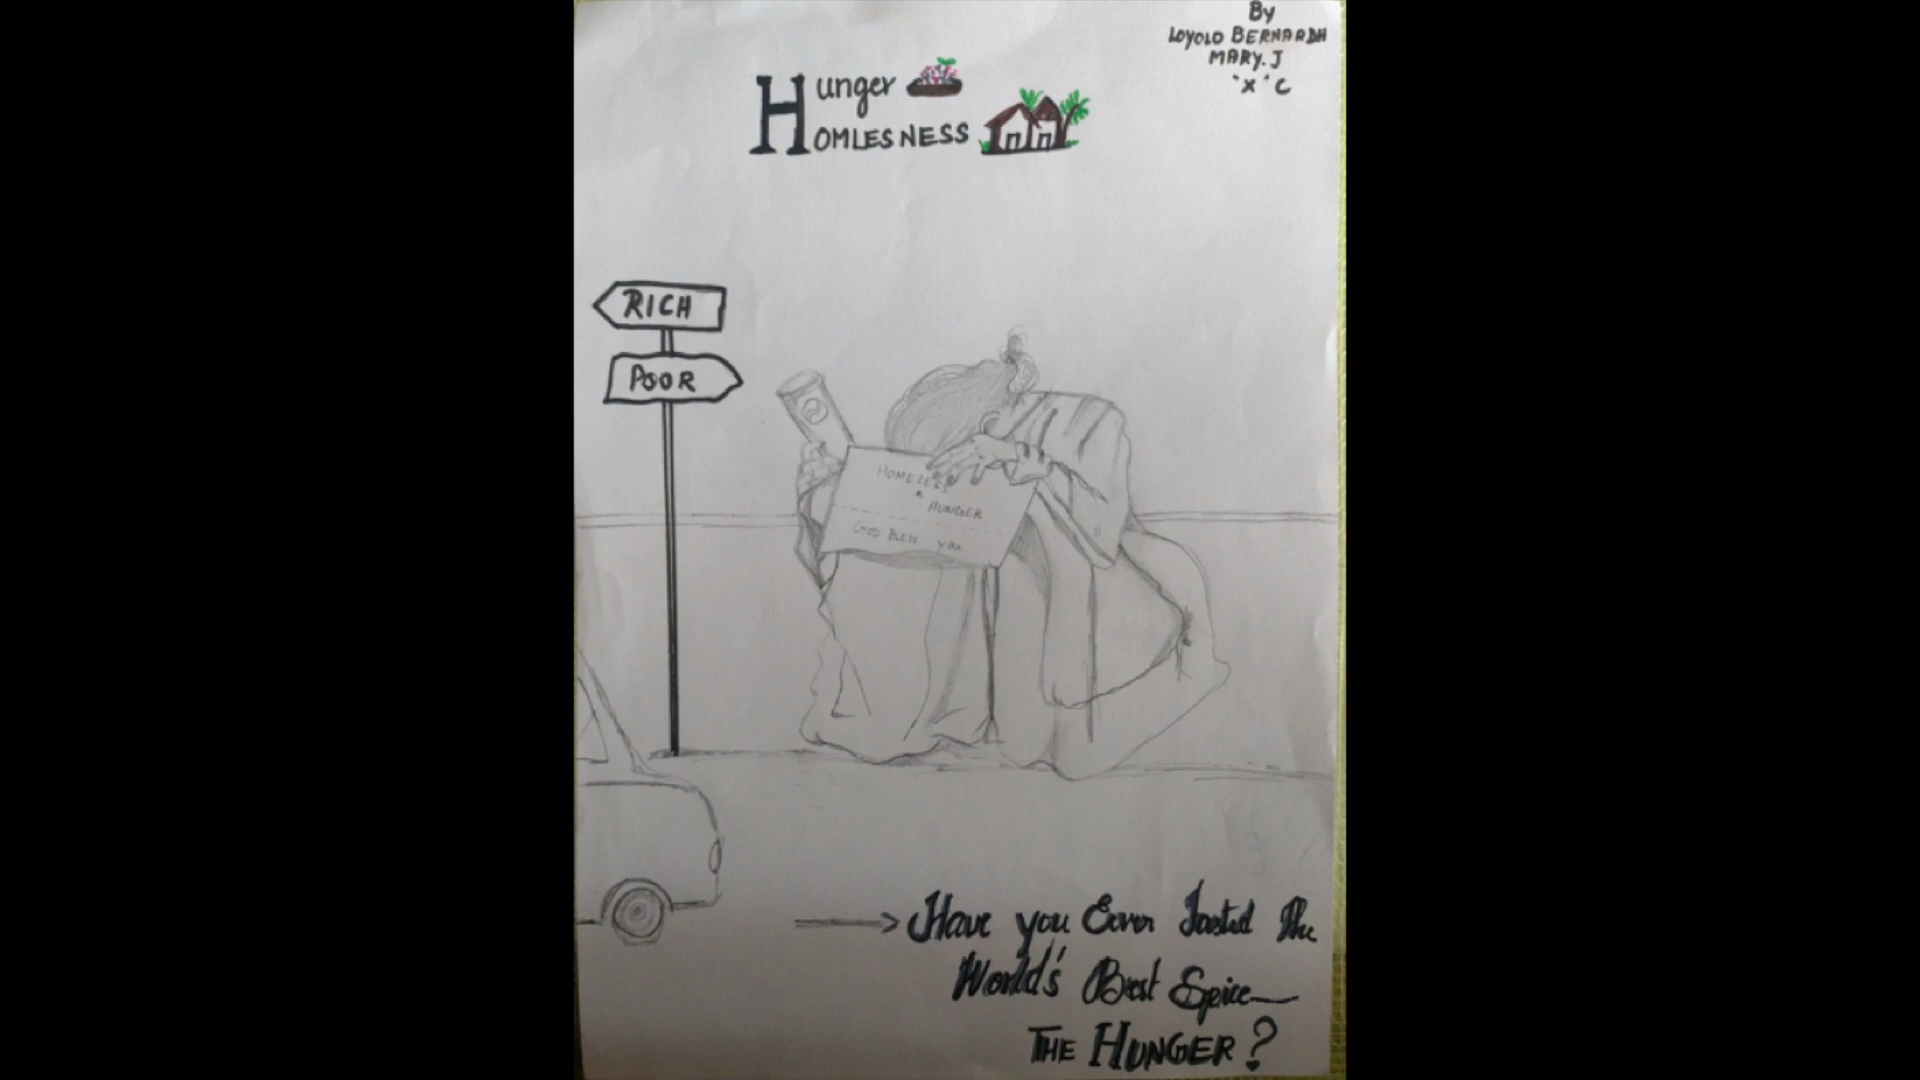 By
LOYOLO BERNARDH
MARY. J
"X" C
Hunger
HOMLESNESS
RICH
POOR
HOMELESS
&
HUNGER
GOD BLESS you
Have you Ever Tasted The
World's Best Spice—
THE HUNGER?